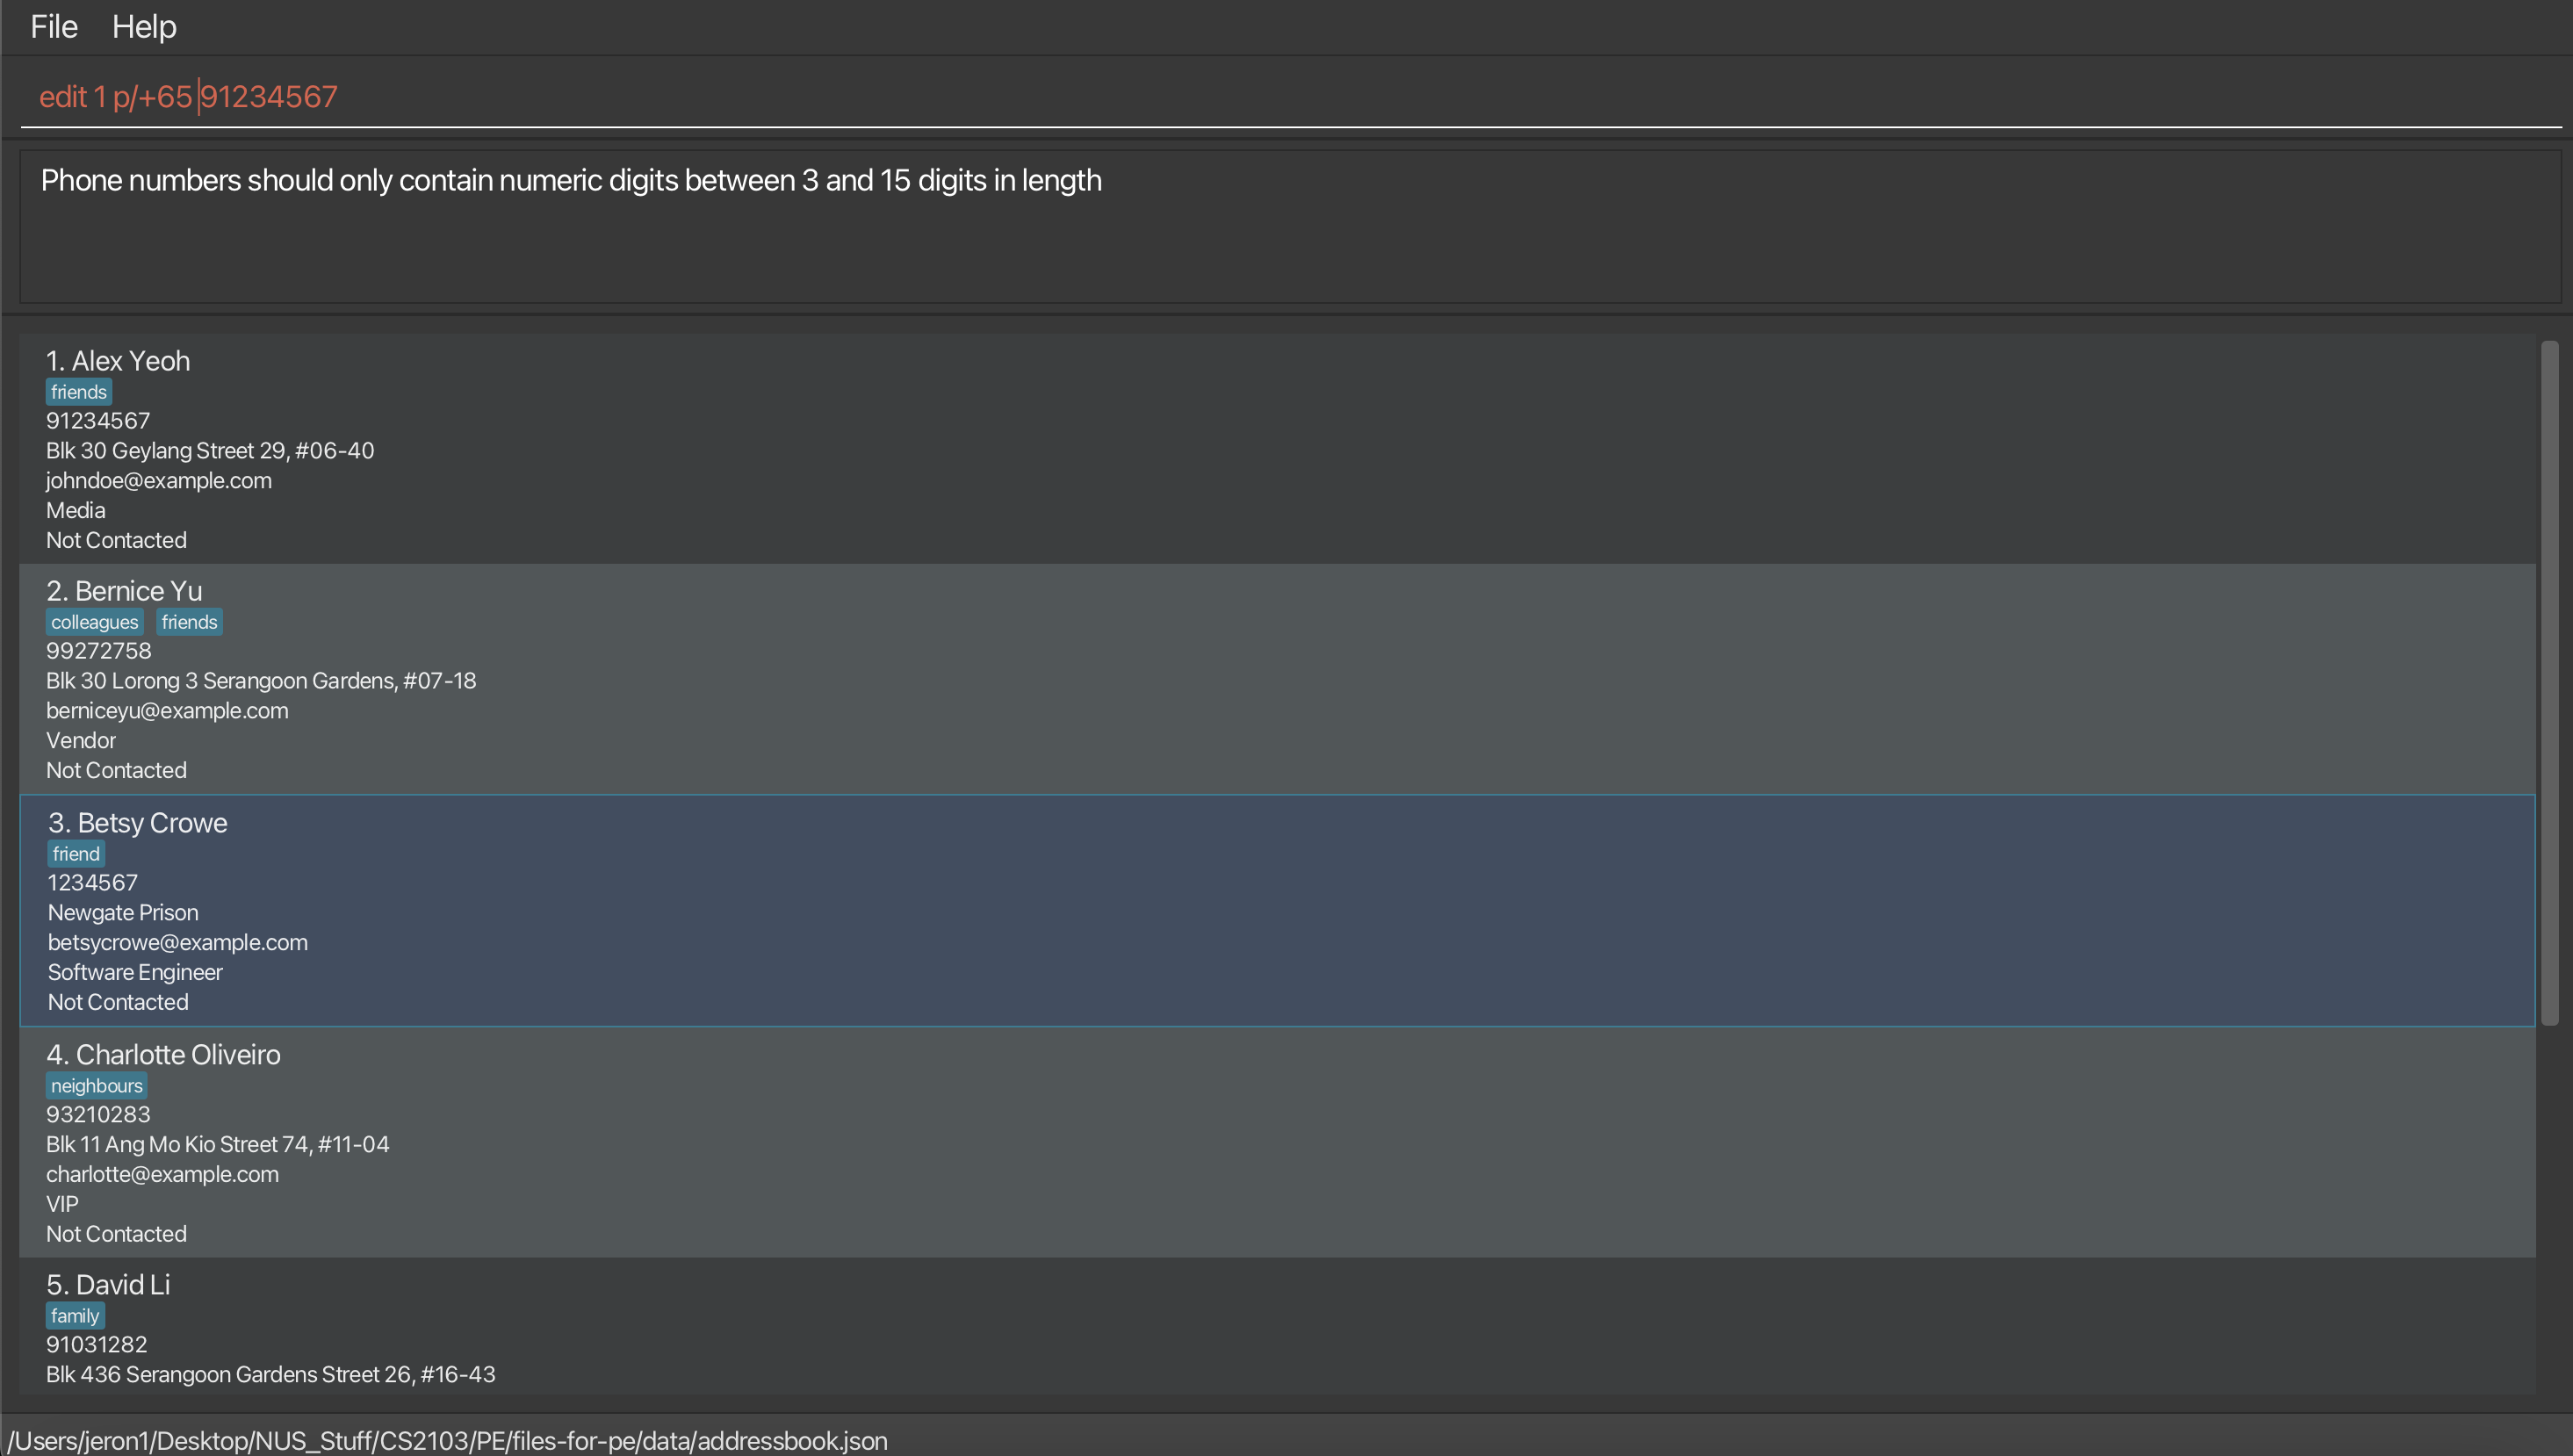 File Help
edit 1 p/+65 91234567
Phone numbers should only contain numeric digits between 3 and 15 digits in length
1. Alex Yeoh
friends
91234567
Blk 30 Geylang Street 29, #06-40
johndoe@example.com
Media
Not Contacted
2. Bernice Yu
colleagues friends
99272758
Blk 30 Lorong 3 Serangoon Gardens, #07-18
berniceyu@example.com
Vendor
Not Contacted
3. Betsy Crowe
friend
1234567
Newgate Prison
betsycrowe@example.com
Software Engineer
Not Contacted
4. Charlotte Oliveiro
neighbours
93210283
Blk 11 Ang Mo Kio Street 74, #11-04
charlotte@example.com
VIP
Not Contacted
5. David Li
family
91031282
Blk 436 Serangoon Gardens Street 26, #16-43
/Users/jeron1/Desktop/NUS_Stuff/CS2103/PE/files-for-pe/data/addressbook.json